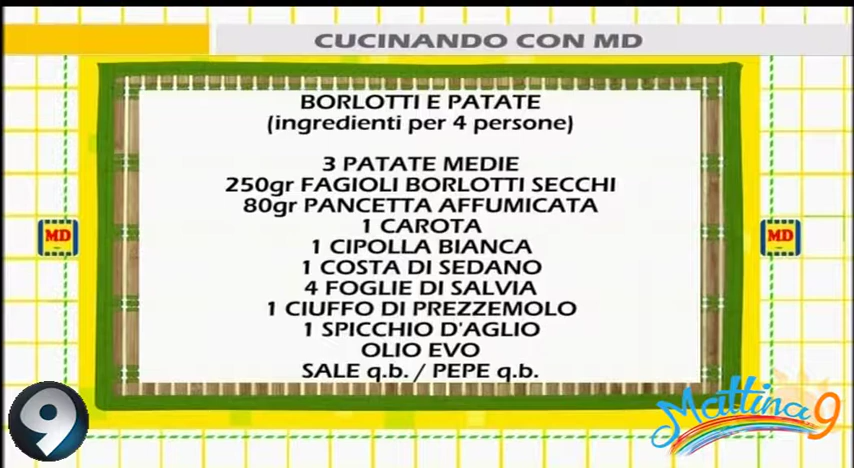 CUCINANDO CON MD
BORLOTTI E PATATE
(ingredienti per 4 persone)
3 PATATE MEDIE
250gr FAGIOLI BORLOTTI SECCHI
80gr PANCETTA AFFUMICATA
1 CAROTA
1 CIPOLLA BIANCA
1 COSTA DI SEDANO
4 FOGLIE DI SALVIA
1 CIUFFO DI PREZZEMOLO
1 SPICCHIO D'AGLIO
OLIO EVO
SALE q.b. / PEPE q.b.
MD
MD
9
Mattina 9